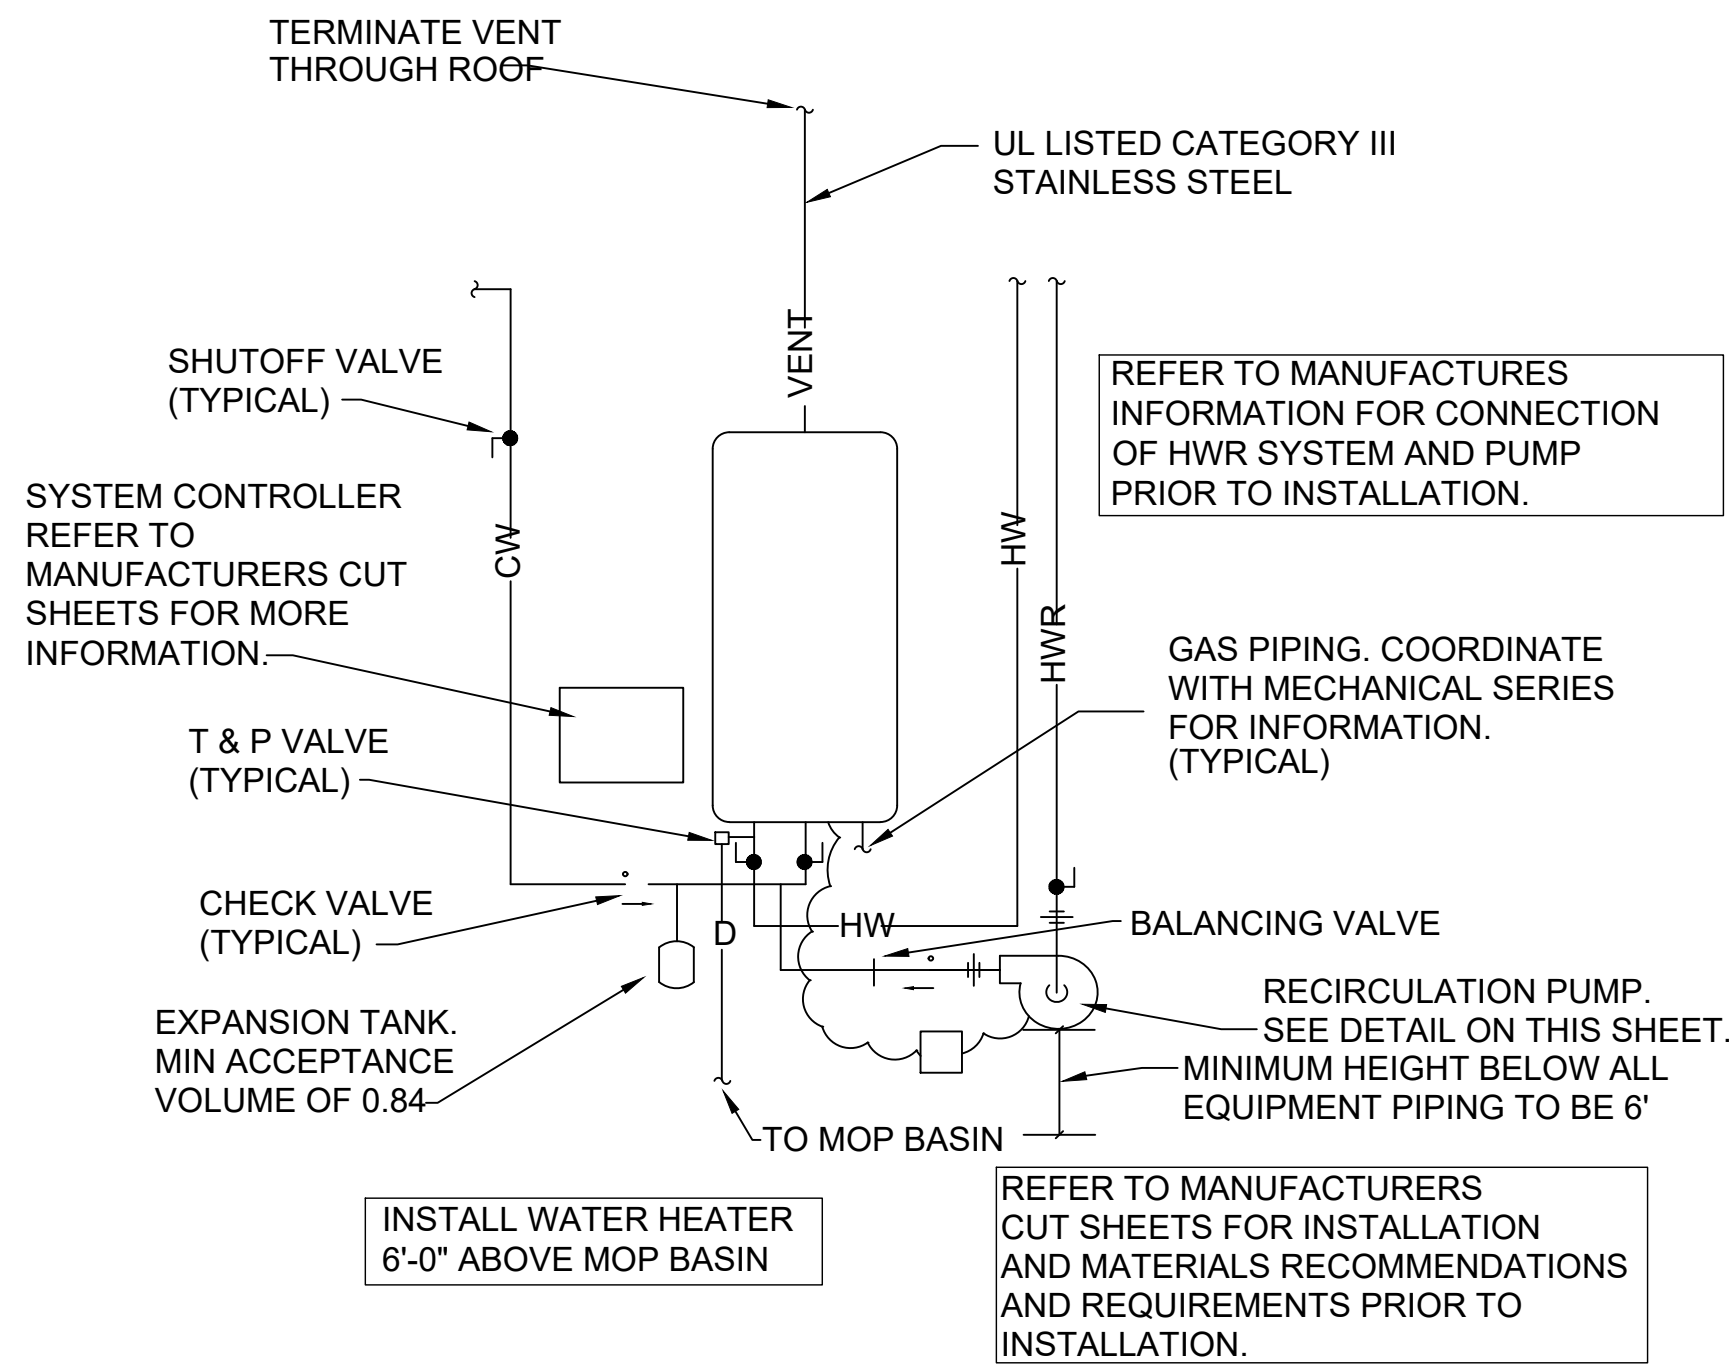 TERMINATE VENT
THROUGH ROOF
UL LISTED CATEGORY III
STAINLESS STEEL
VENT
SHUTOFF VALVE
(TYPICAL)
REFER TO MANUFACTURES
INFORMATION FOR CONNECTION
OF HWR SYSTEM AND PUMP
PRIOR TO INSTALLATION.
SYSTEM CONTROLLER
REFER TO
MANUFACTURERS CUT
SHEETS FOR MORE
INFORMATION.
CW
HW
HWR
GAS PIPING. COORDINATE
WITH MECHANICAL SERIES
FOR INFORMATION.
(TYPICAL)
T & P VALVE
(TYPICAL)
CHECK VALVE
(TYPICAL)
D
HW
BALANCING VALVE
EXPANSION TANK.
MIN ACCEPTANCE
VOLUME OF 0.84
RECIRCULATION PUMP.
SEE DETAIL ON THIS SHEET.
MINIMUM HEIGHT BELOW ALL
EQUIPMENT PIPING TO BE 6'
TO MOP BASIN
INSTALL WATER HEATER
6'-0" ABOVE MOP BASIN
REFER TO MANUFACTURERS
CUT SHEETS FOR INSTALLATION
AND MATERIALS RECOMMENDATIONS
AND REQUIREMENTS PRIOR TO
INSTALLATION.